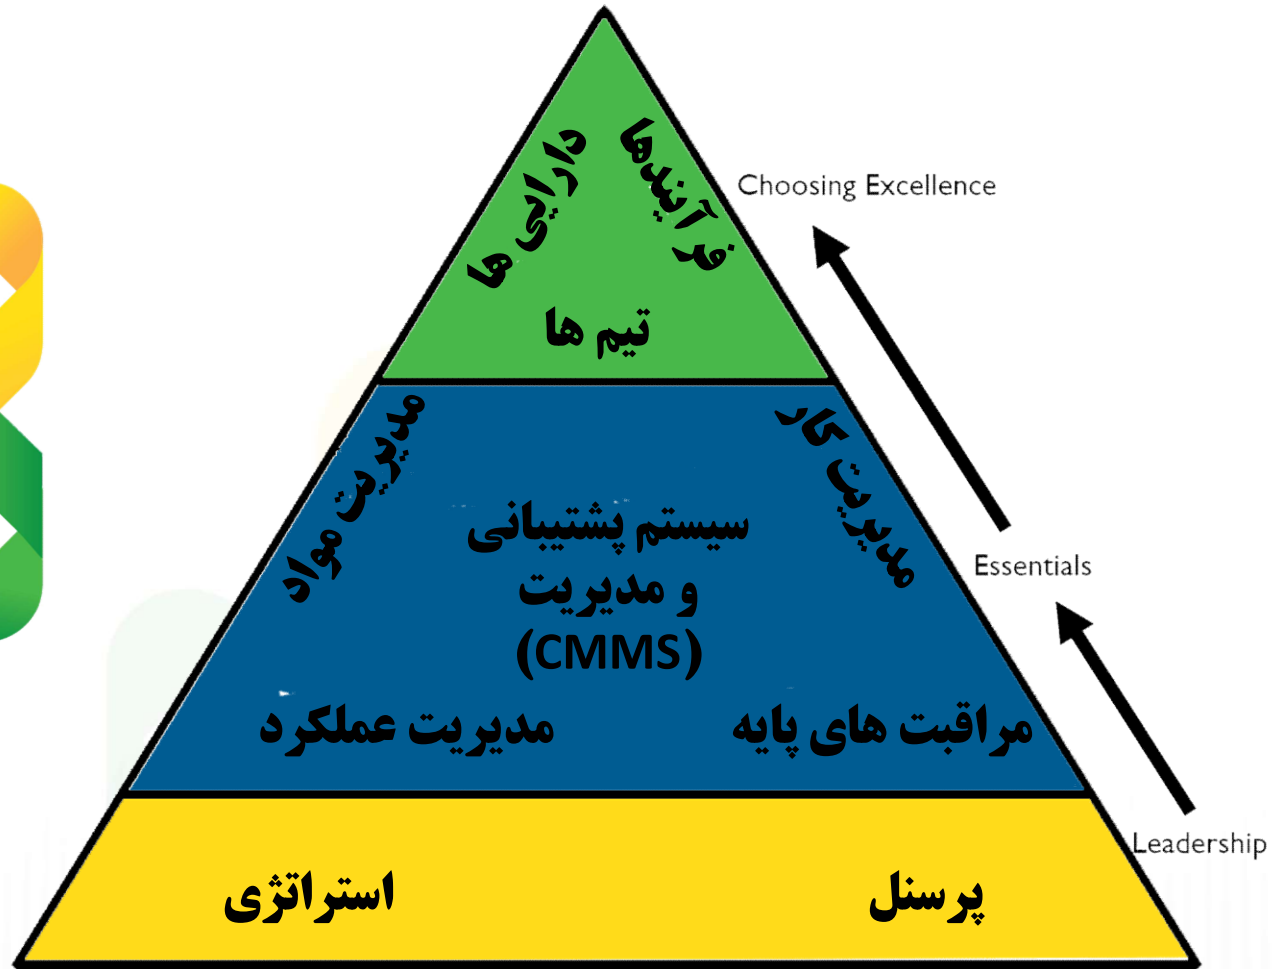 دارایی ها
فرآیندها
تیم ها
Choosing Excellence
مدیریت مواد
مدیریت کار
سیستم پشتیبانی
و مدیریت
(CMMS)
Essentials
مدیریت عملکرد
مراقبت های پایه
Leadership
استراتژی
پرسنل